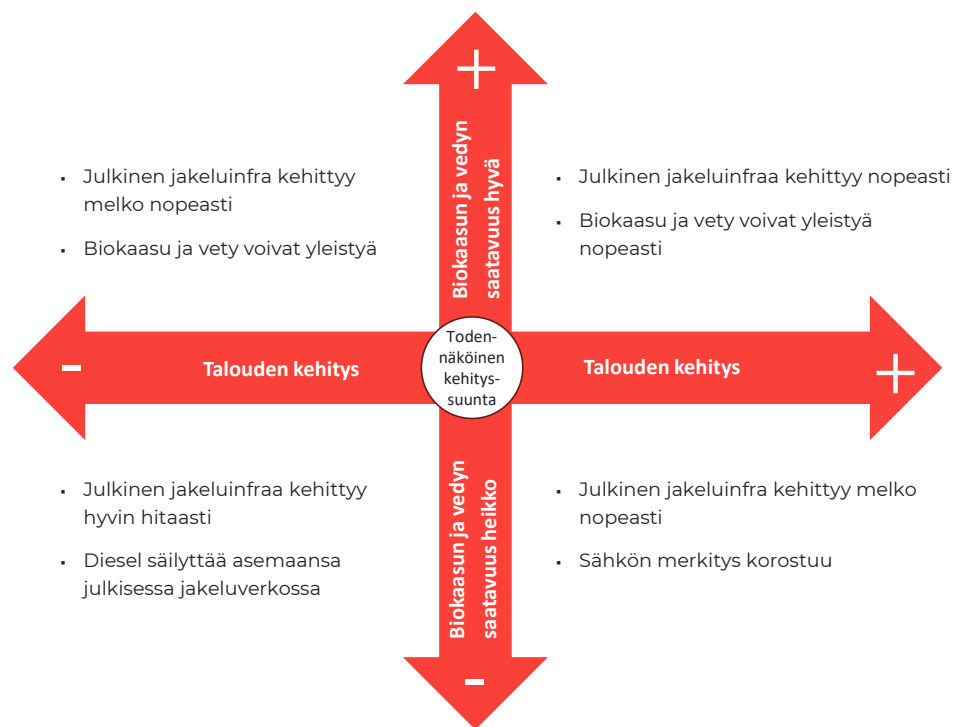 +
Biokaasun ja vedyn
saatavuus hyvä
▪ Julkinen jakeluinfra kehittyy
melko nopeasti
▪ Biokaasu ja vety voivat yleistyä
▪ Julkinen jakeluinfraa kehittyy nopeasti
▪ Biokaasu ja vety voivat yleistyä
nopeasti
-
Talouden kehitys
Toden-
näköinen
kehitys-
suunta
Talouden kehitys
+
▪ Julkinen jakeluinfraa kehittyy
hyvin hitaasti
▪ Diesel säilyttää asemaansa
julkisessa jakeluverkossa
Biokaasun ja vedyn
saatavuus heikko
▪ Julkinen jakeluinfra kehittyy melko
nopeasti
▪ Sähkön merkitys korostuu
-